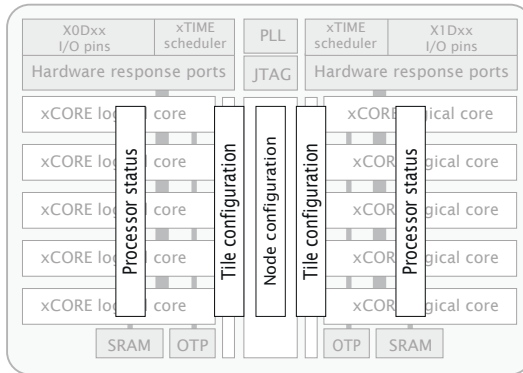 X0Dxx
I/O pins
xTIME
scheduler
PLL
xTIME
scheduler
X1Dxx
I/O pins
Hardware response ports
JTAG
Hardware response ports
xCORE log l core
xCORE gical core
xCORE log l core
xCOR gical core
xCORE log l core
xCOR gical core
xCORE log l core
xCOR gical core
xCORE log l core
xCOR gical core
Processor status
Tile configuration
Node configuration
Tile configuration
Processor status
SRAM
OTP
OTP
SRAM